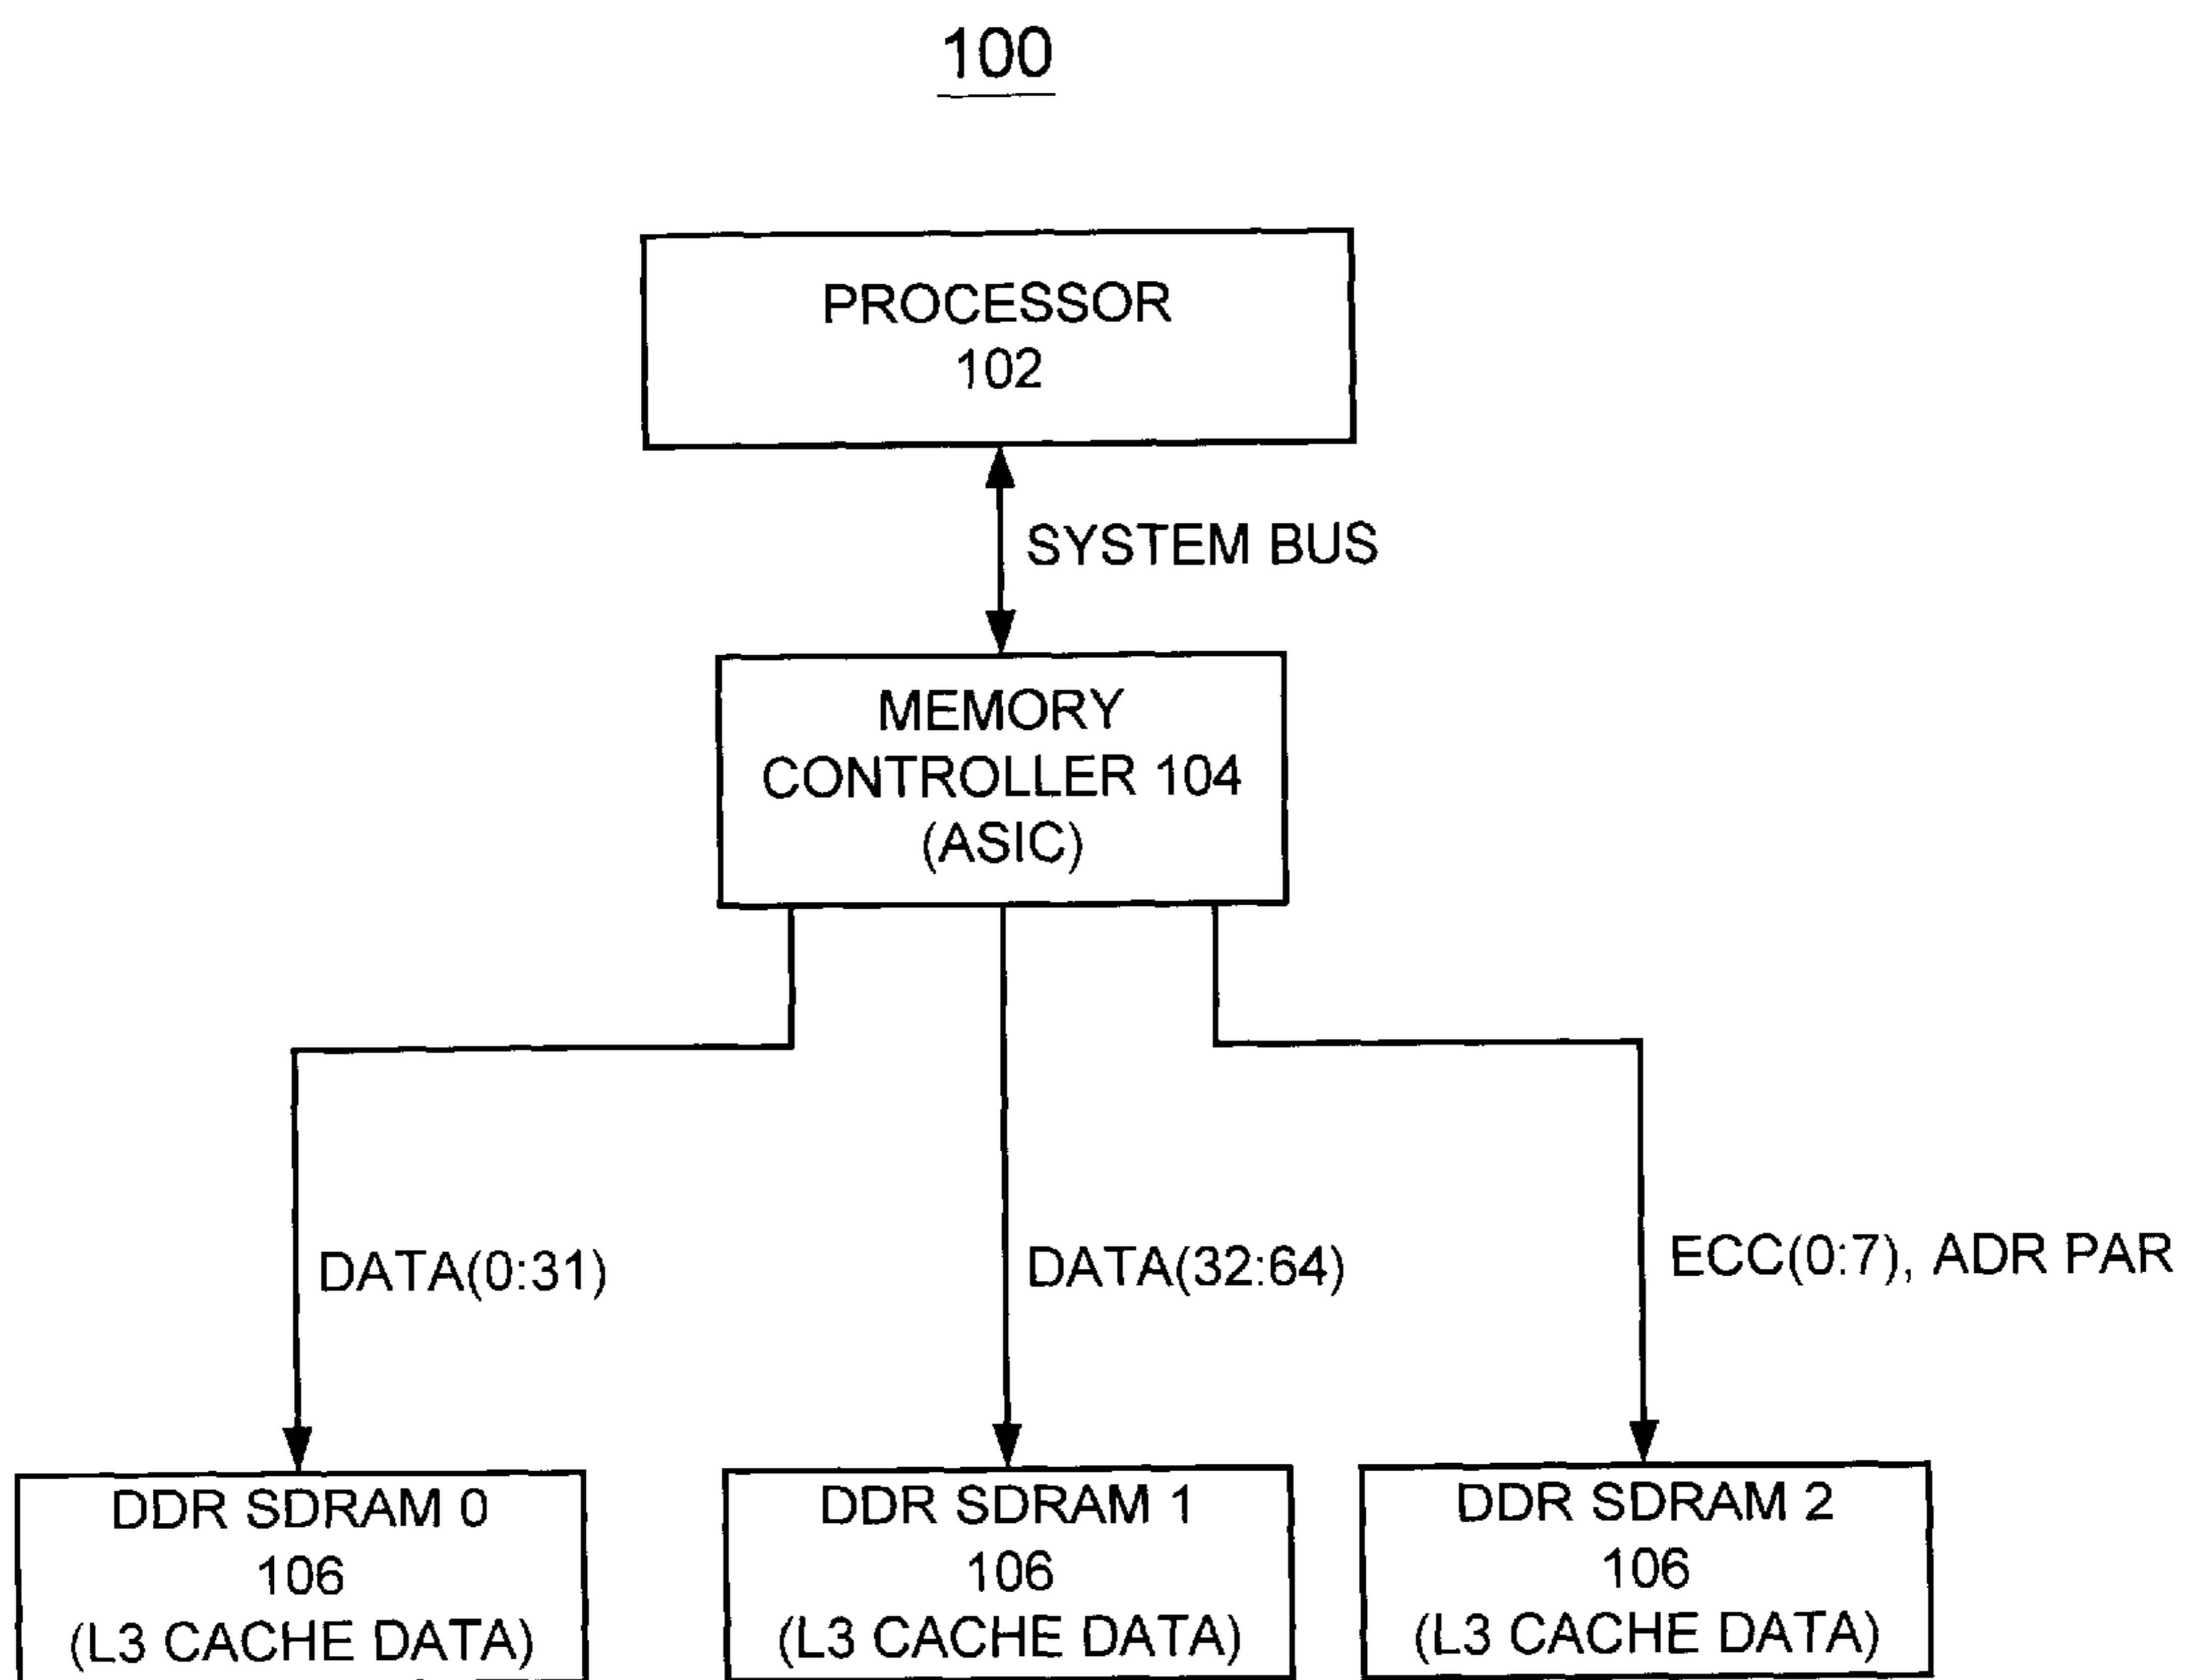 100
PROCESSOR
102
SYSTEM BUS
MEMORY
CONTROLLER 104
(ASIC)
DATA(0:31)
DATA(32:64)
ECC(0:7), ADR PAR
DDR SDRAM 0
106
(L3 CACHE DATA)
DDR SDRAM 1
106
(L3 CACHE DATA)
DDR SDRAM 2
106
(L3 CACHE DATA)